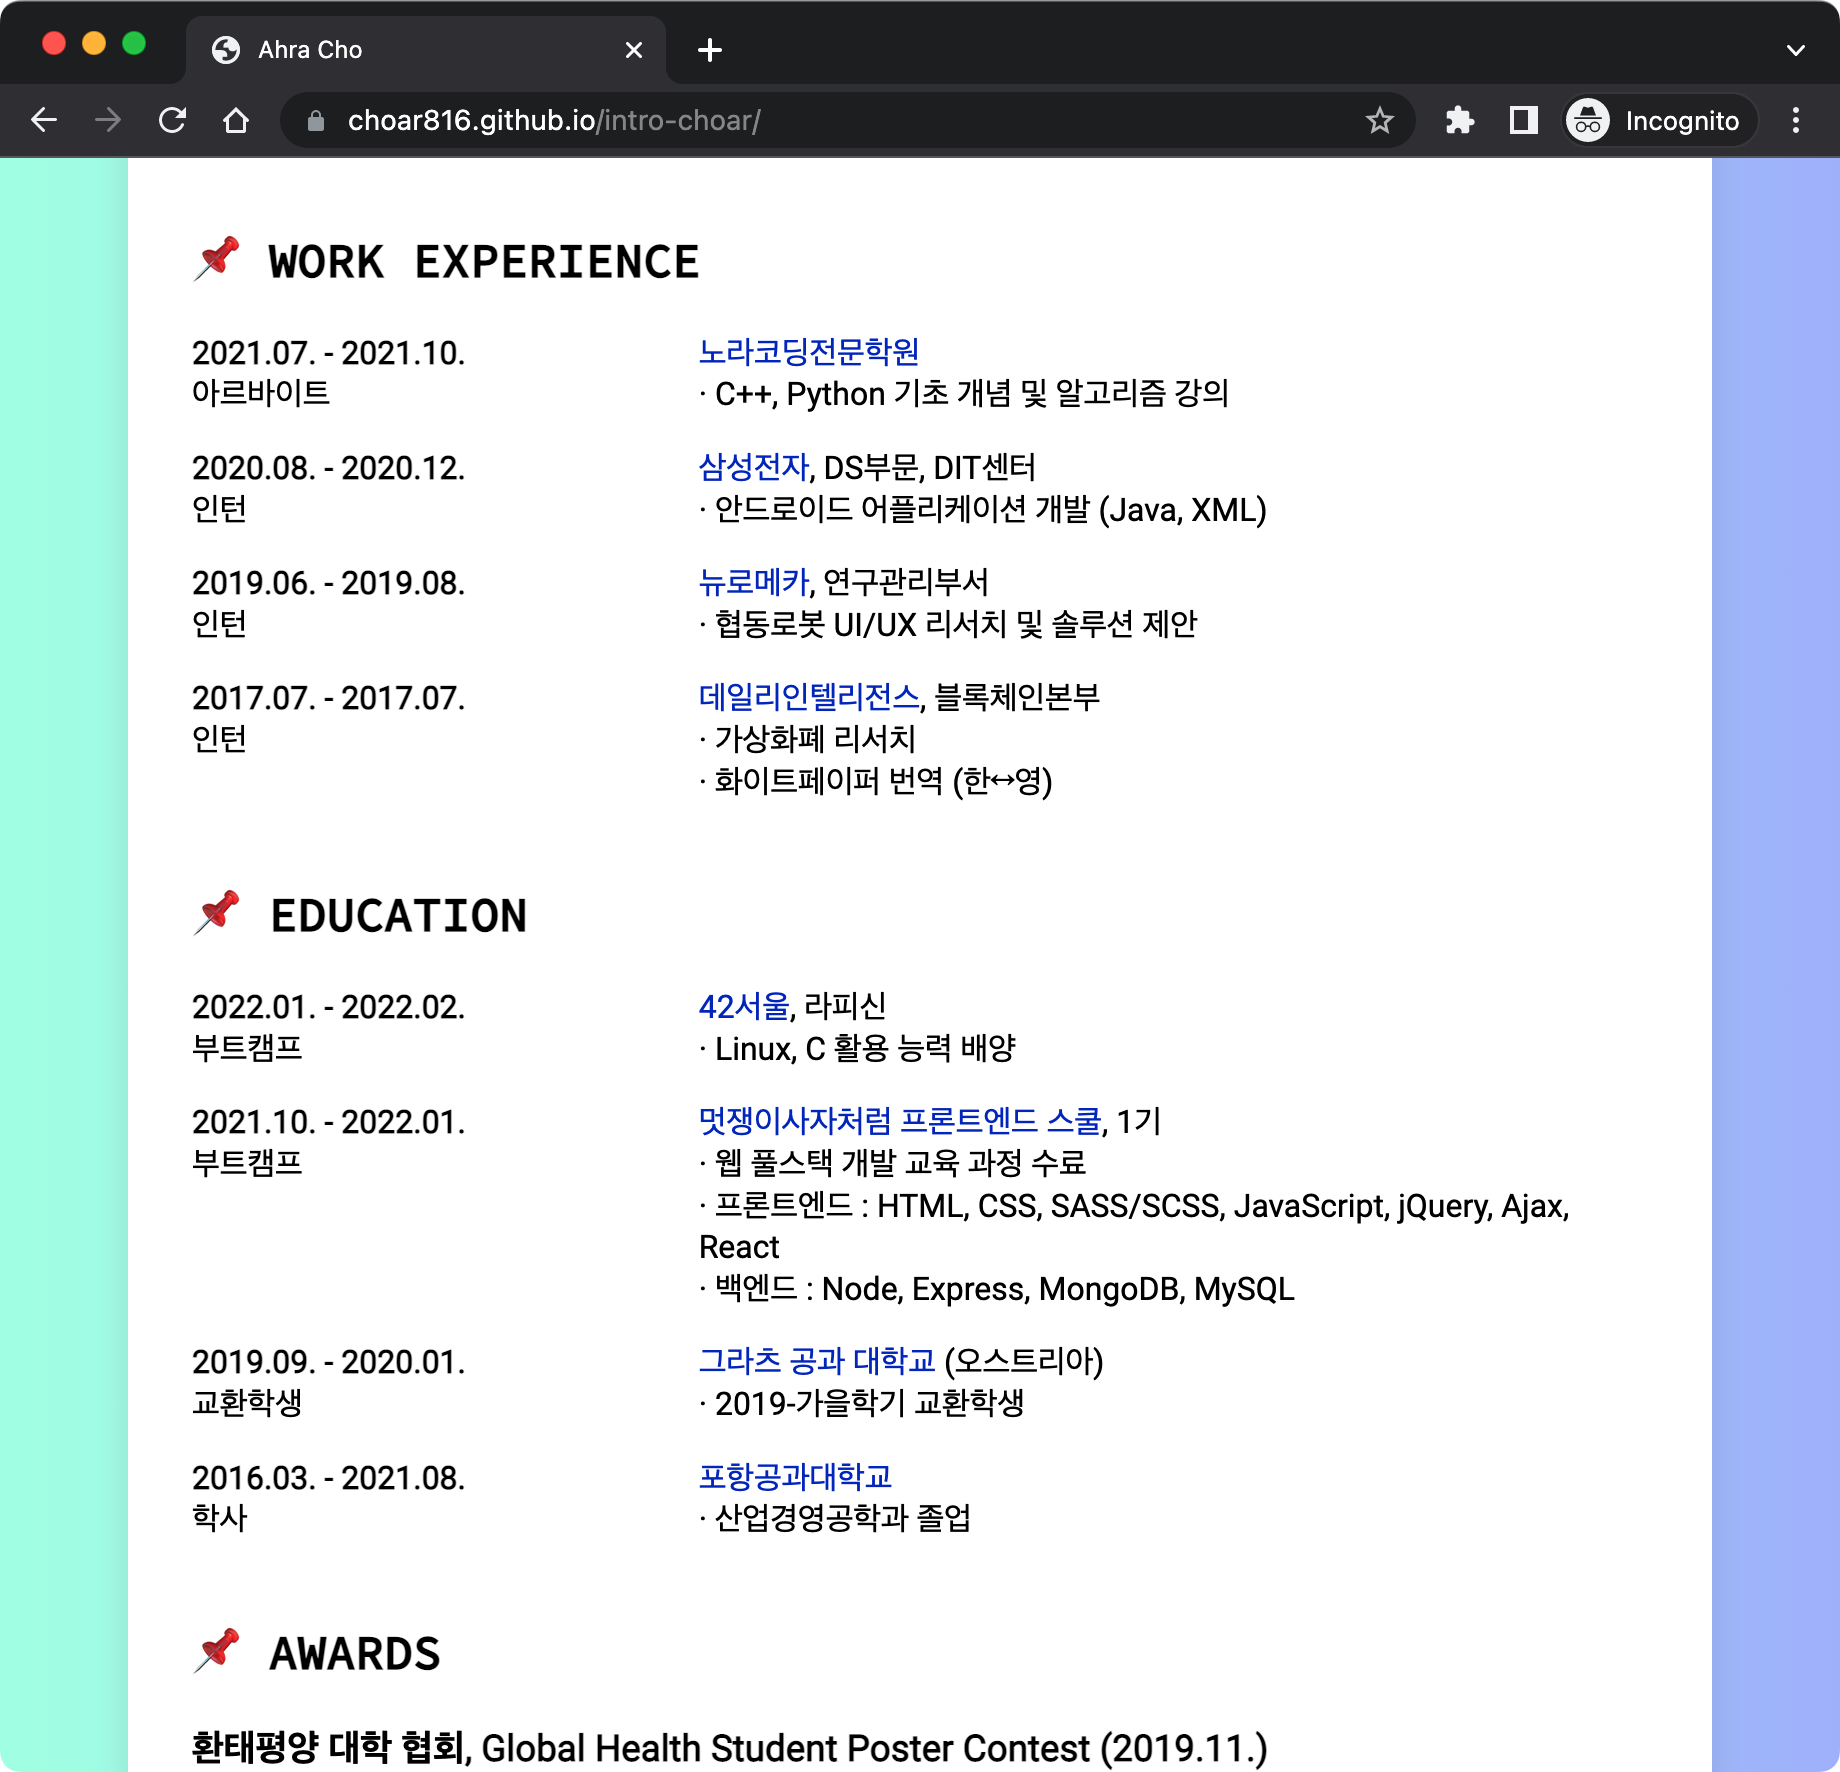 Ahra Cho
choar816.github.io/intro-choar/
Incognito
WORK EXPERIENCE
2021.07. - 2021.10.
아르바이트
노라코딩전문학원
· C++, Python 기초 개념 및 알고리즘 강의
2020.08. - 2020.12.
인턴
삼성전자, DS부문, DIT센터
· 안드로이드 어플리케이션 개발 (Java, XML)
2019.06. - 2019.08.
인턴
뉴로메카, 연구관리부서
· 협동로봇 UI/UX 리서치 및 솔루션 제안
2017.07. - 2017.07.
인턴
데일리인텔리전스, 블록체인본부
· 가상화폐 리서치
· 화이트페이퍼 번역 (한↔영)
EDUCATION
2022.01. - 2022.02.
부트캠프
42서울, 라피신
· Linux, C 활용 능력 배양
2021.10. - 2022.01.
부트캠프
멋쟁이사자처럼 프론트엔드 스쿨, 1기
· 웹 풀스택 개발 교육 과정 수료
· 프론트엔드 : HTML, CSS, SASS/SCSS, JavaScript, jQuery, Ajax,
React
· 백엔드 : Node, Express, MongoDB, MySQL
2019.09. - 2020.01.
교환학생
그라츠 공과 대학교 (오스트리아)
· 2019-가을학기 교환학생
2016.03. - 2021.08.
학사
포항공과대학교
· 산업경영공학과 졸업
AWARDS
환태평양 대학 협회, Global Health Student Poster Contest (2019.11.)